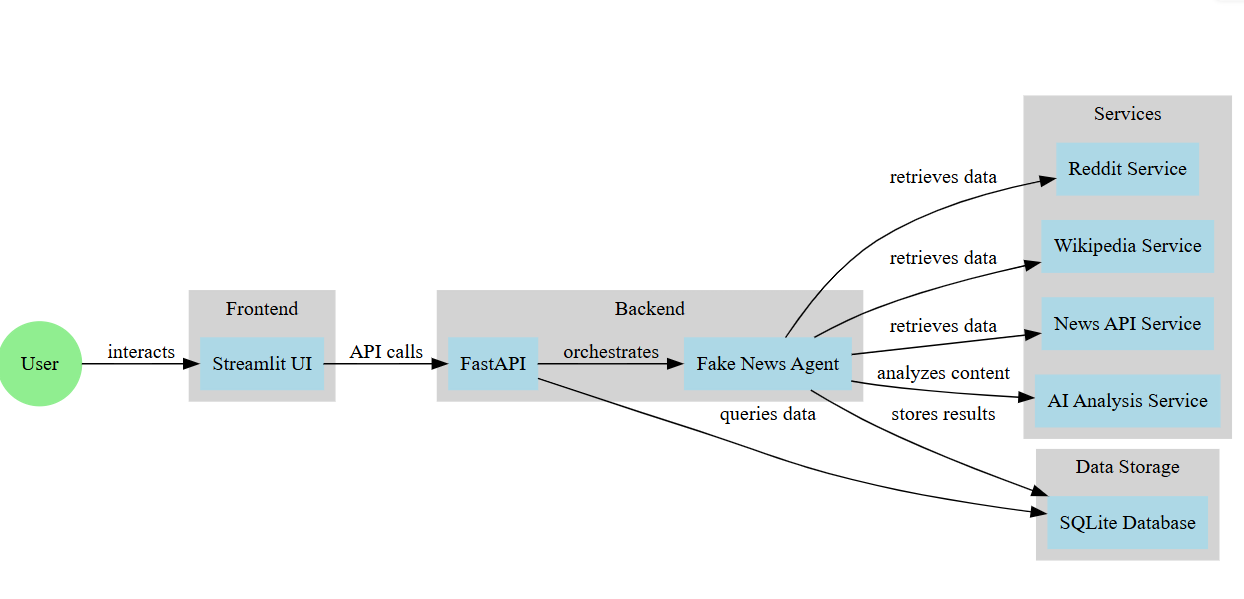 Services
Reddit Service
retrieves data
Wikipedia Service
retrieves data
Frontend
Backend
News API Service
retrieves data
User
interacts
Streamlit UI
API calls
FastAPI
orchestrates
Fake News Agent
analyzes content
AI Analysis Service
queries data
stores results
Data Storage
SQLite Database